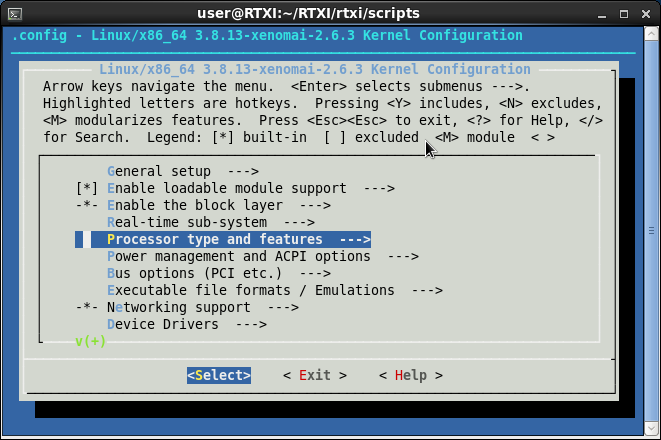 user@RTXI:~/RTXI/rtxi/scripts
.config - Linux/x86_64 3.8.13-xenomai-2.6.3 Kernel Configuration
Linux/x86_64 3.8.13-xenomai-2.6.3 Kernel Configuration
Arrow keys navigate the menu.  <Enter> selects submenus --->.
Highlighted letters are hotkeys.  Pressing <Y> includes, <N> excludes,
<M> modularizes features.  Press <Esc><Esc> to exit, <?> for Help, </>
for Search.  Legend: [*] built-in  [ ] excluded  <M> module  < >
General setup  --->
[*] Enable loadable module support  --->
-*- Enable the block layer  --->
Real-time sub-system  --->
Processor type and features  --->
Power management and ACPI options  --->
Bus options (PCI etc.)  --->
Executable file formats / Emulations  --->
-*- Networking support  --->
Device Drivers  --->
v(+)
<Select>    < Exit >    < Help >